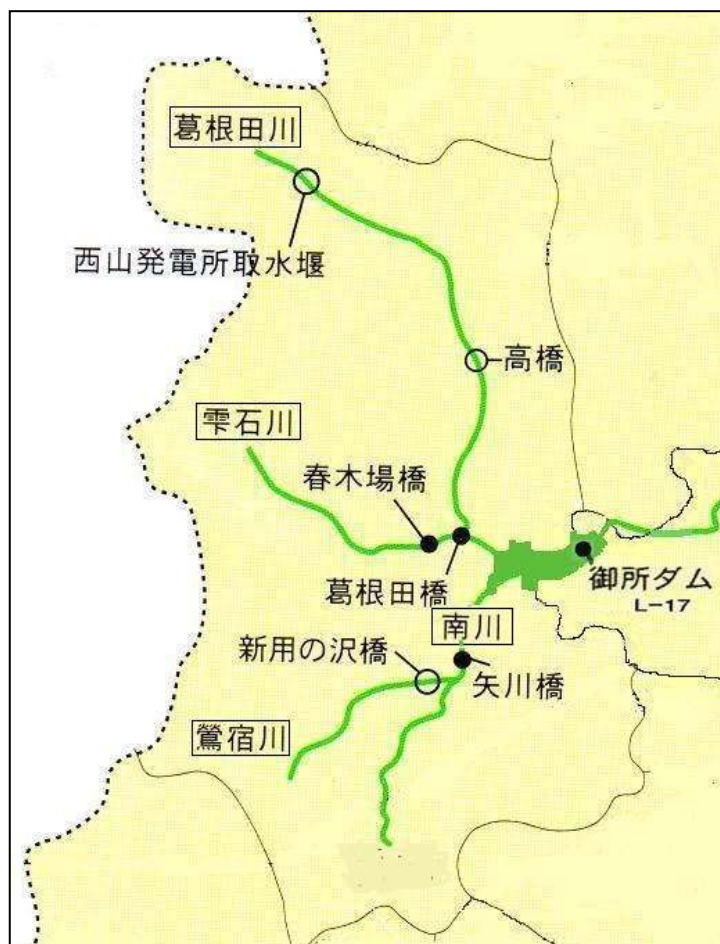 葛根田川
西山発電所取水堰
高橋
雫石川
春木場橋
葛根田橋
御所ダム
L-17
南川
新用の沢橋
矢川橋
鶯宿川